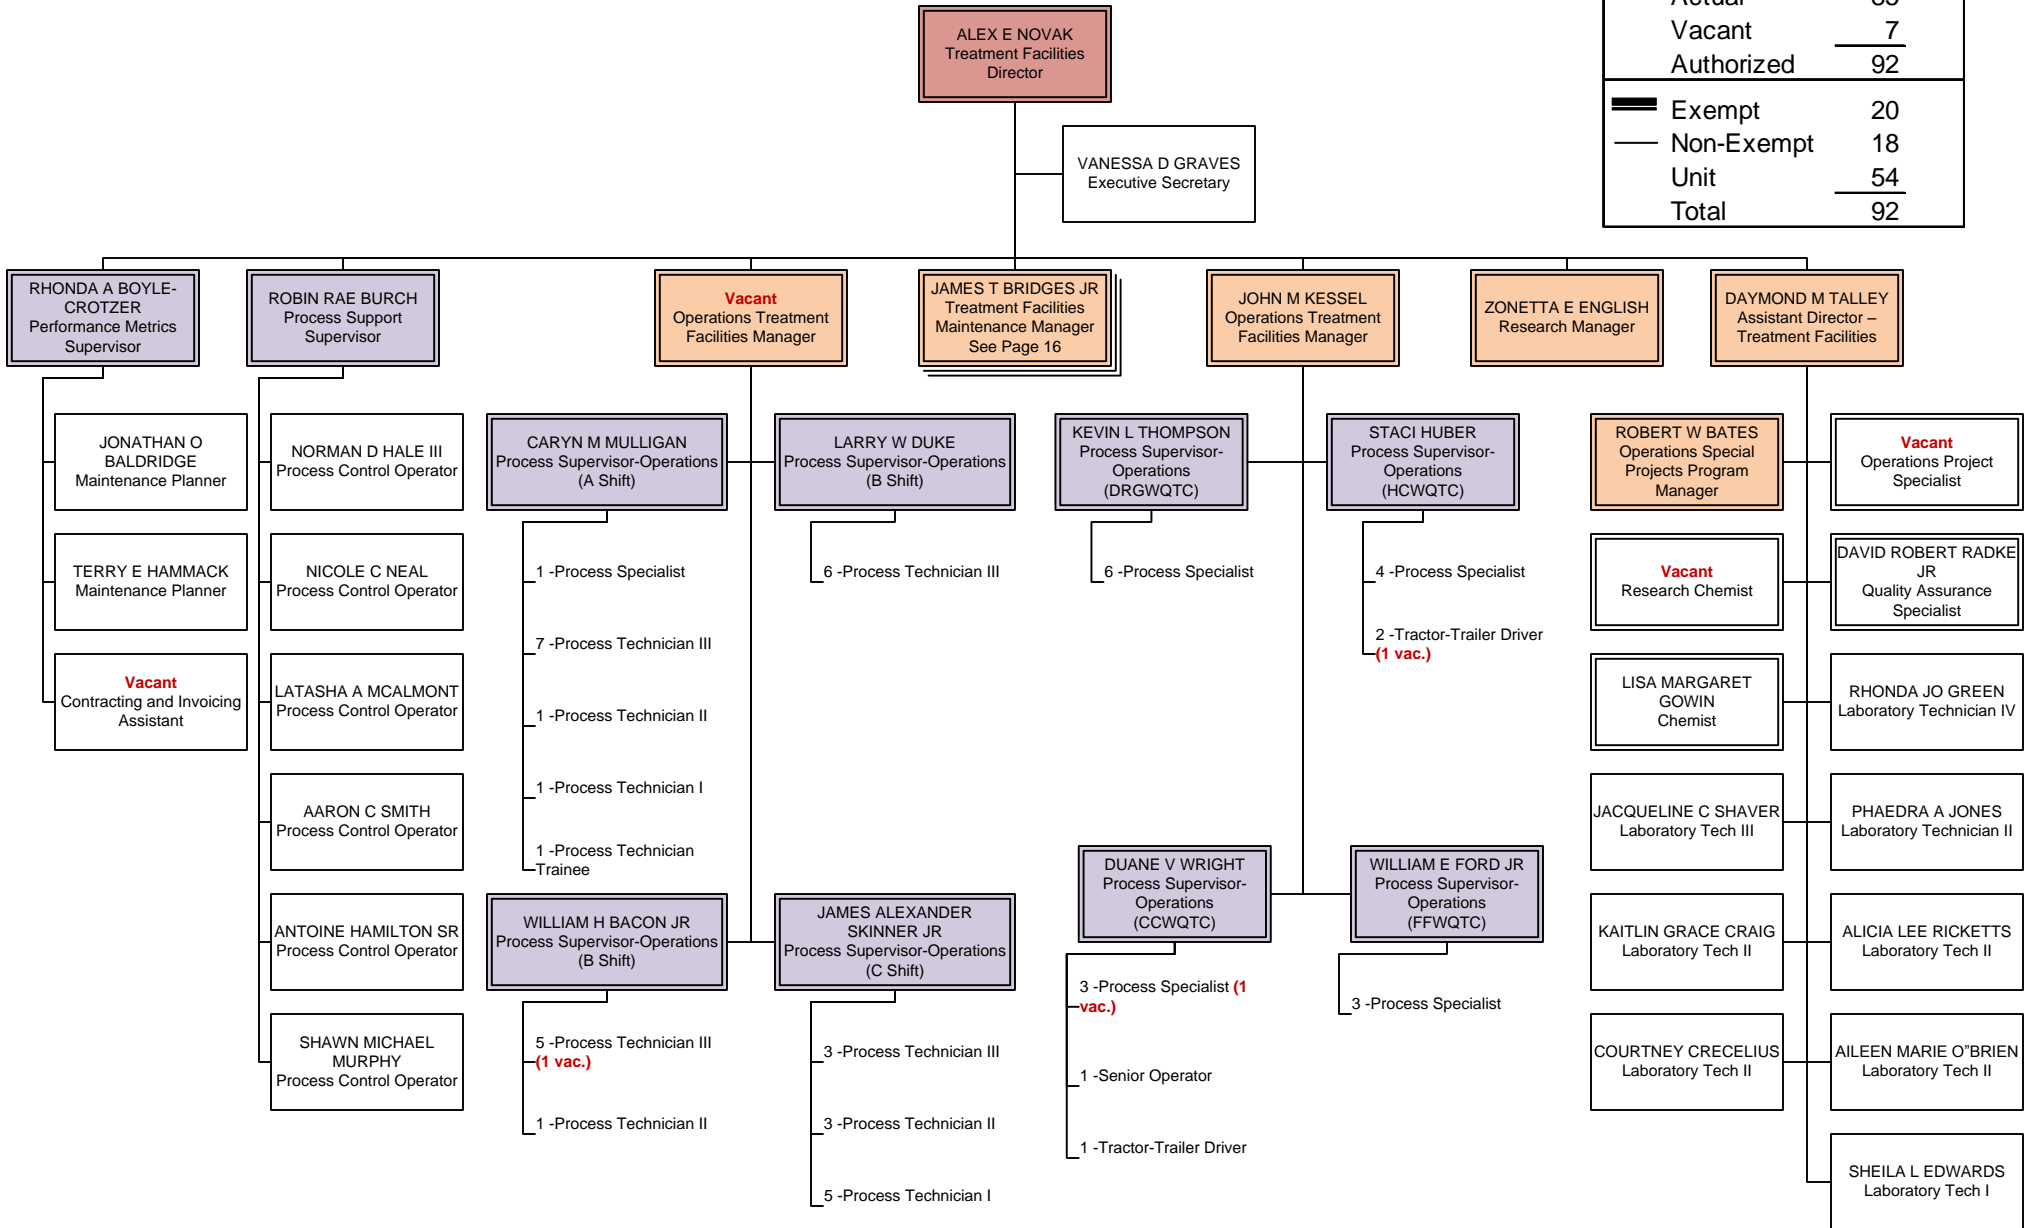 ALEX E NOVAK
Treatment Facilities
Director
Vacant 7
Authorized 92
Exempt 20
Non-Exempt 18
Unit 54
Total 92
VANESSA D GRAVES
Executive Secretary
RHONDA A BOYLE-
CROTZER
Performance Metrics
Supervisor
ROBIN RAE BURCH
Process Support
Supervisor
Vacant
Operations Treatment
Facilities Manager
JAMES T BRIDGES JR
Treatment Facilities
Maintenance Manager
See Page 16
JOHN M KESSEL
Operations Treatment
Facilities Manager
ZONETTA E ENGLISH
Research Manager
DAYMOND M TALLEY
Assistant Director –
Treatment Facilities
JONATHAN O
BALDRIDGE
Maintenance Planner
TERRY E HAMMACK
Maintenance Planner
Vacant
Contracting and Invoicing
Assistant
NORMAN D HALE III
Process Control Operator
NICOLE C NEAL
Process Control Operator
LATASHA A MCALMONT
Process Control Operator
AARON C SMITH
Process Control Operator
ANTOINE HAMILTON SR
Process Control Operator
SHAWN MICHAEL
MURPHY
Process Control Operator
CARYN M MULLIGAN
Process Supervisor-Operations
(A Shift)
1 -Process Specialist
7 -Process Technician III
1 -Process Technician II
1 -Process Technician I
1 -Process Technician
Trainee
LARRY W DUKE
Process Supervisor-Operations
(B Shift)
6 -Process Technician III
WILLIAM H BACON JR
Process Supervisor-Operations
(B Shift)
5 -Process Technician III
(1 vac.)
1 -Process Technician II
JAMES ALEXANDER
SKINNER JR
Process Supervisor-Operations
(C Shift)
3 -Process Technician III
3 -Process Technician II
5 -Process Technician I
KEVIN L THOMPSON
Process Supervisor-
Operations
(DRGWQTC)
6 -Process Specialist
STACI HUBER
Process Supervisor-
Operations
(HCWQTC)
4 -Process Specialist
2 -Tractor-Trailer Driver
(1 vac.)
DUANE V WRIGHT
Process Supervisor-
Operations
(CCWQTC)
3 -Process Specialist (1
vac.)
1 -Senior Operator
1 -Tractor-Trailer Driver
WILLIAM E FORD JR
Process Supervisor-
Operations
(FFWQTC)
3 -Process Specialist
ROBERT W BATES
Operations Special
Projects Program
Manager
Vacant
Operations Project
Specialist
Vacant
Research Chemist
DAVID ROBERT RADKE
JR
Quality Assurance
Specialist
LISA MARGARET
GOWIN
Chemist
RHONDA JO GREEN
Laboratory Technician IV
JACQUELINE C SHAVER
Laboratory Tech III
PHAEDRA A JONES
Laboratory Technician II
KAITLIN GRACE CRAIG
Laboratory Tech II
ALICIA LEE RICKETTS
Laboratory Tech II
COURTNEY CRECELIUS
Laboratory Tech II
AILEEN MARIE O"BRIEN
Laboratory Tech II
SHEILA L EDWARDS
Laboratory Tech I